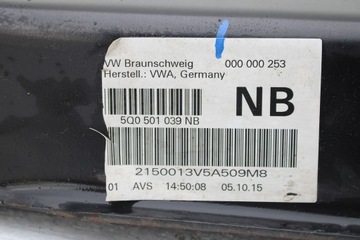 VW Braunschweig 000 000 253
Herstell.: VWA, Germany
NB
5Q0 501 039 NB
2150013V5A509M8
01 AVS 14:50:08 05.10.15